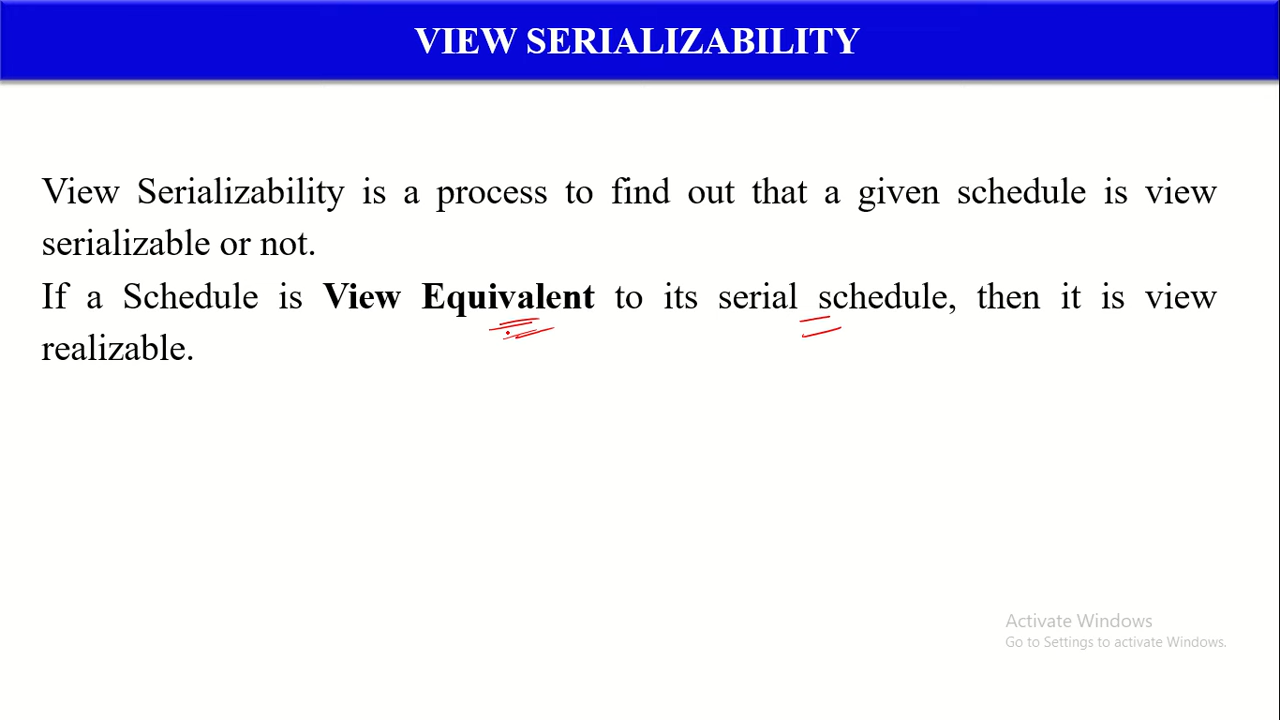 VIEW SERIALIZABILITY
View Serializability is a process to find out that a given schedule is view
serializable or not.
If a Schedule is View Equivalent to its serial schedule, then it is view
realizable.
Activate Windows
Go to Settings to activate Windows.